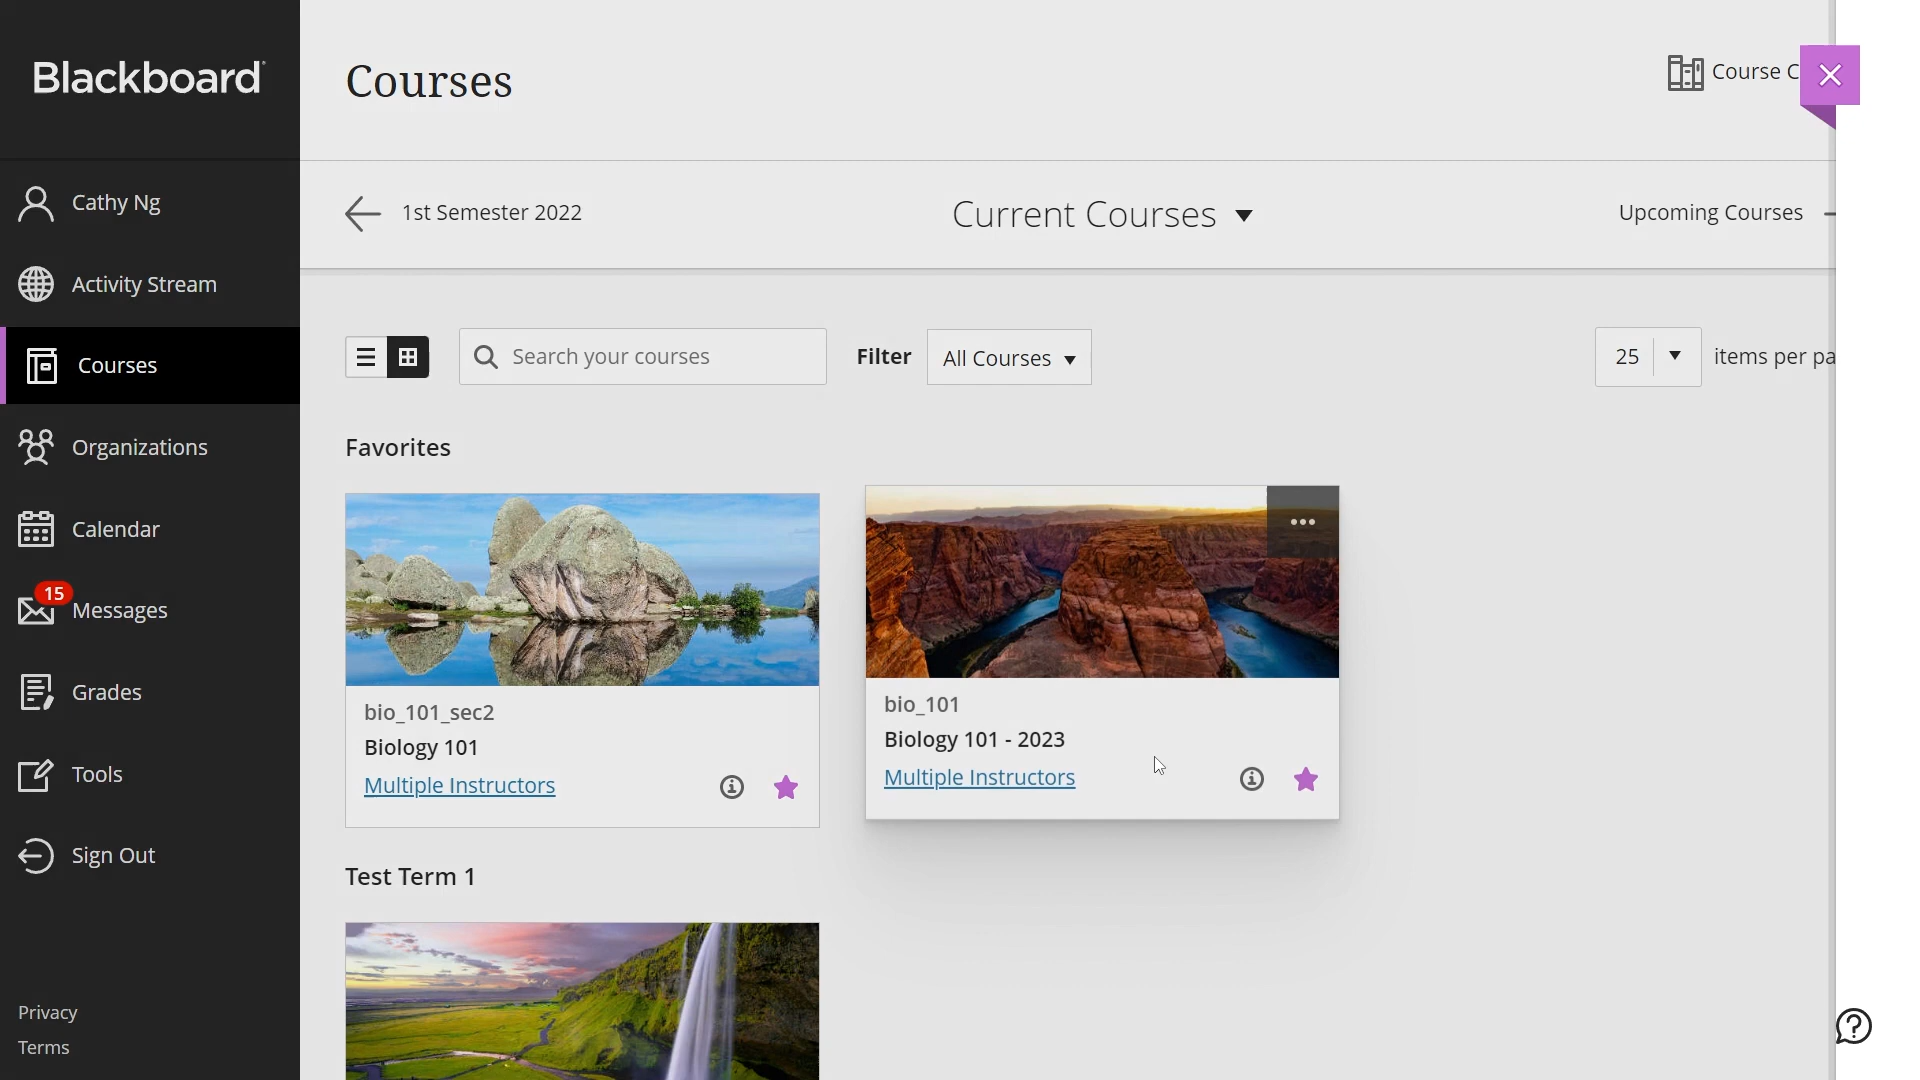 Blackboard
Cathy Ng
Activity Stream
Courses
Organizations
Calendar
15
Messages
Grades
Tools
Sign Out
Privacy
Terms
Courses
Course C
1st Semester 2022
Current Courses
Upcoming Courses
Search your courses
Filter
All Courses
25
items per pa
Favorites
bio_101_sec2
Biology 101
Multiple Instructors
bio_101
Biology 101 - 2023
Multiple Instructors
Test Term 1